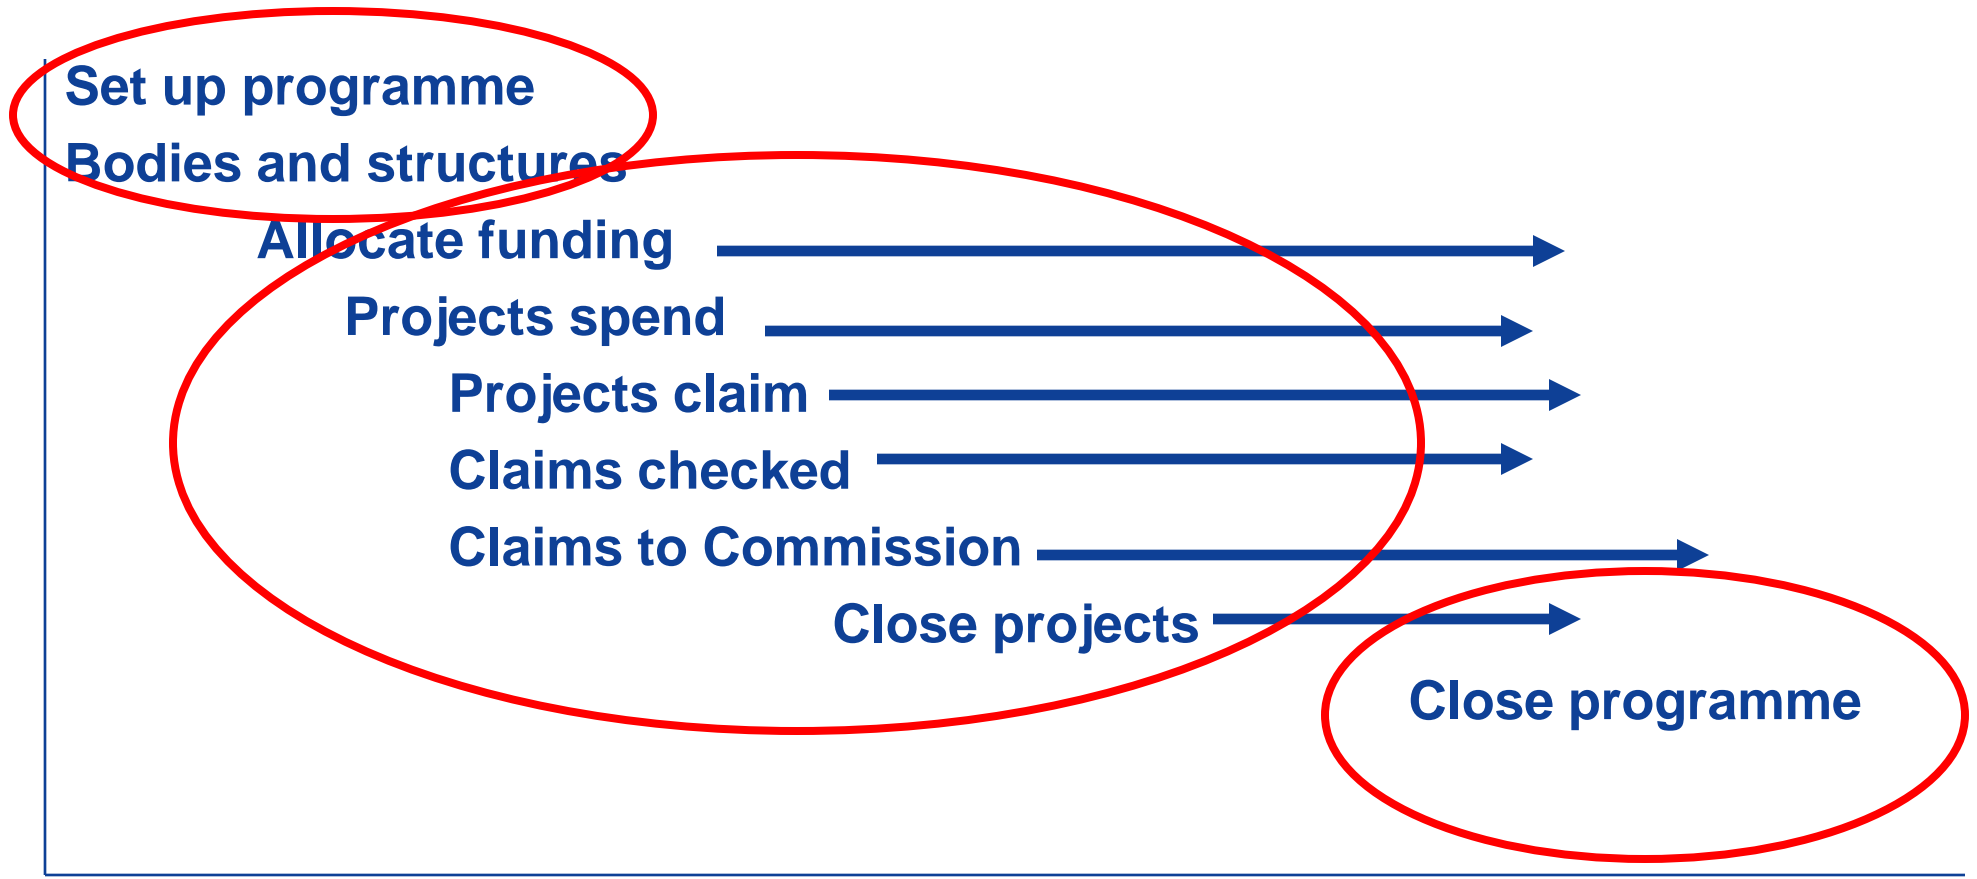 Set up programme
Bodies and structures
Allocate funding
Projects spend
Projects claim
Claims checked
Claims to Commission
Close projects
Close programme